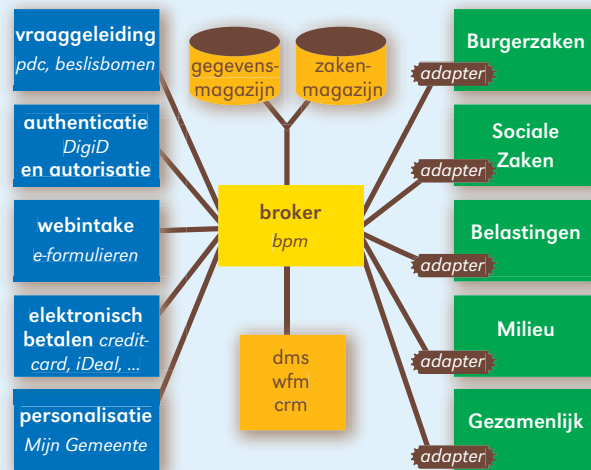 vraaggeleiding
pdc, beslisbomen
authenticatie
DigiD
en autorisatie
webintake
e-formulieren
elektronisch
betalen credit-
card, iDeal, ...
personalisatie
Mijn Gemeente
gegevens-
magazijn
zaken-
magazijn
broker
bpm
dms
wfm
crm
Burgerzaken
adapter
Sociale
Zaken
adapter
Belastingen
adapter
Milieu
adapter
Gezamenlijk
adapter